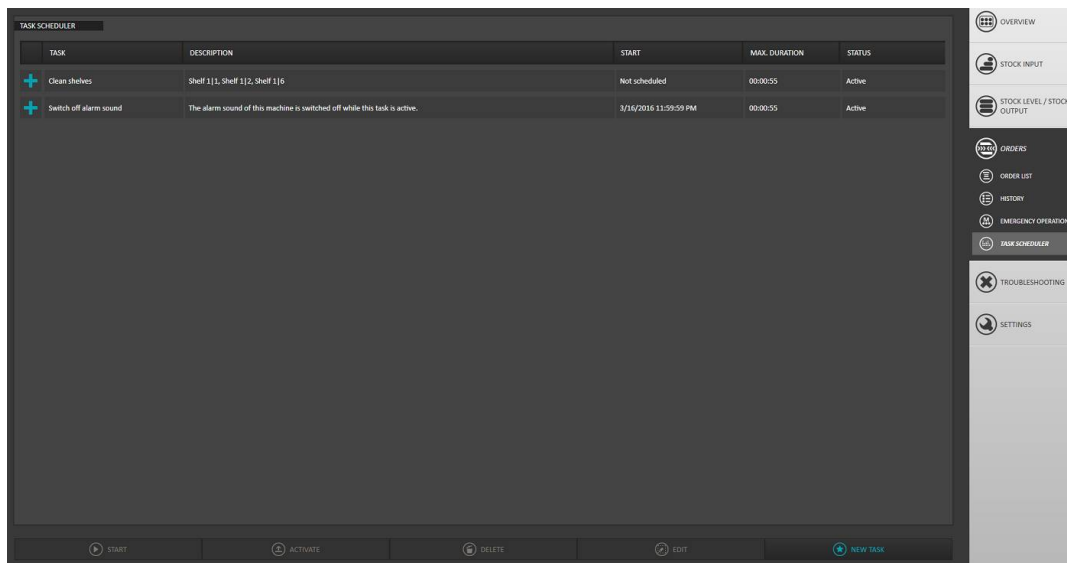 TASK SCHEDULER
TASK DESCRIPTION START MAX. DURATION STATUS
Clean shelves Shelf 1|1, Shelf 1|2, Shelf 1|6 Not scheduled 00:00:55 Active
Switch off alarm sound The alarm sound of this machine is switched off while this task is active. 3/16/2016 11:59:59 PM 00:00:55 Active
START ACTIVATE DELETE EDIT NEW TASK
OVERVIEW
STOCK INPUT
STOCK LEVEL / STOCK
OUTPUT
ORDERS
ORDER LIST
HISTORY
EMERGENCY OPERATION
TASK SCHEDULER
TROUBLESHOOTING
SETTINGS